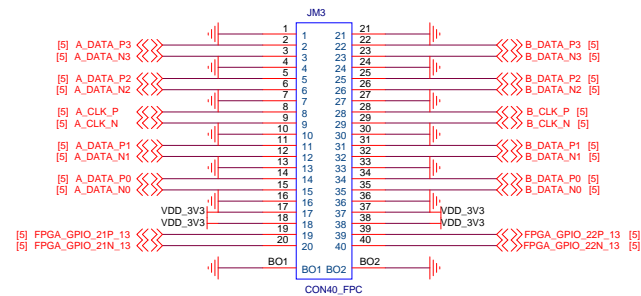 JM3
1 1 21 21
[5] A_DATA_P3 2 2 22 22 B_DATA_P3 [5]
[5] A_DATA_N3 3 3 23 23 B_DATA_N3 [5]
4 4 24 24
[5] A_DATA_P2 5 5 25 25 B_DATA_P2 [5]
[5] A_DATA_N2 6 6 26 26 B_DATA_N2 [5]
7 7 27 27
[5] A_CLK_P 8 8 28 28 B_CLK_P [5]
[5] A_CLK_N 9 9 29 29 B_CLK_N [5]
10 10 30 30
[5] A_DATA_P1 11 11 31 31 B_DATA_P1 [5]
[5] A_DATA_N1 12 12 32 32 B_DATA_N1 [5]
13 13 33 33
[5] A_DATA_P0 14 14 34 34 B_DATA_P0 [5]
[5] A_DATA_N0 15 15 35 35 B_DATA_N0 [5]
16 16 36 36
VDD_3V3 17 17 37 37 VDD_3V3
VDD_3V3 18 18 38 38 VDD_3V3
[5] FPGA_GPIO_21P_13 19 19 39 39 FPGA_GPIO_22P_13 [5]
[5] FPGA_GPIO_21N_13 20 20 40 40 FPGA_GPIO_22N_13 [5]
BO1 BO1 BO2 BO2
CON40_FPC